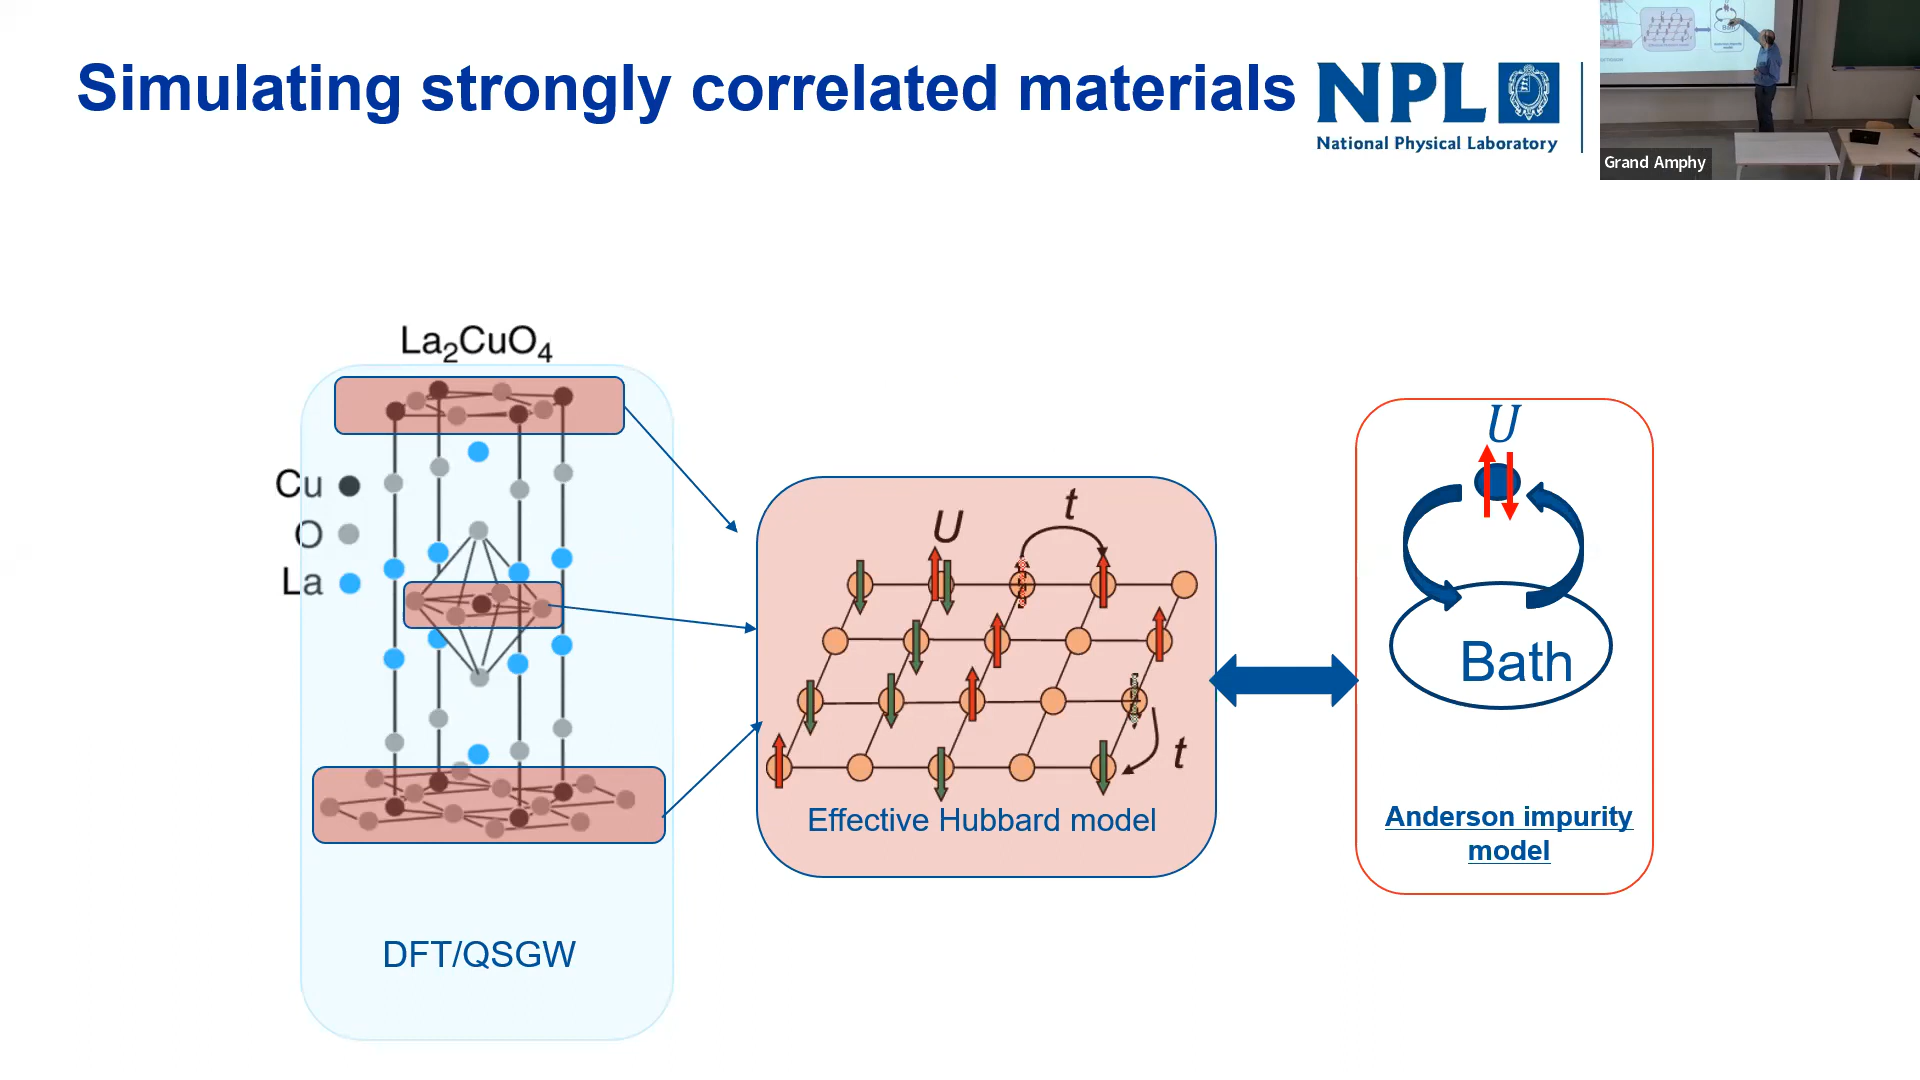 Simulating strongly correlated materials
NPL
National Physical Laboratory
Grand Amphy
La₂CuO₄
Cu
O
La
DFT/QSGW
U
t
t
Effective Hubbard model
U
Bath
Anderson impurity
model